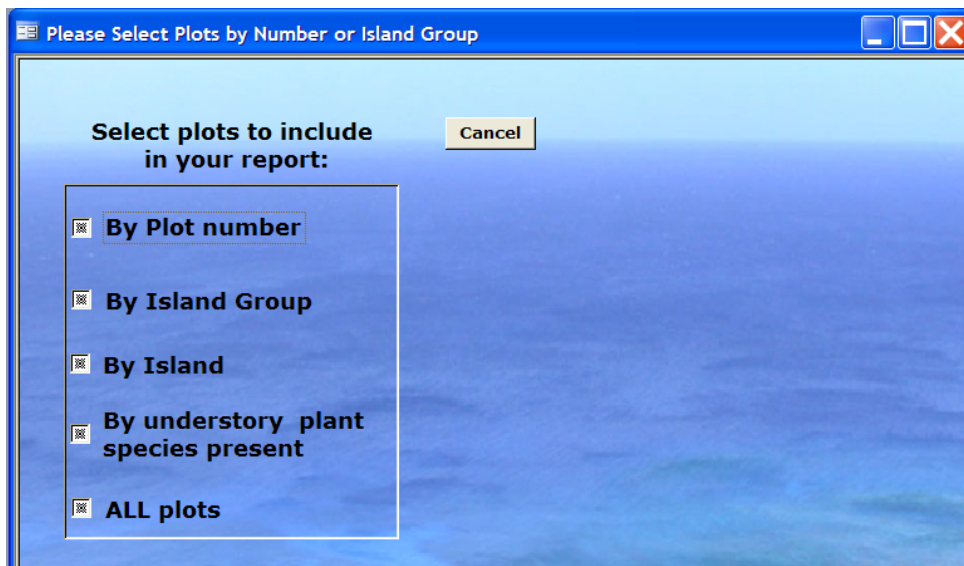 Please Select Plots by Number or Island Group
Select plots to include
in your report:
Cancel
By Plot number
By Island Group
By Island
By understory  plant
species present
ALL plots